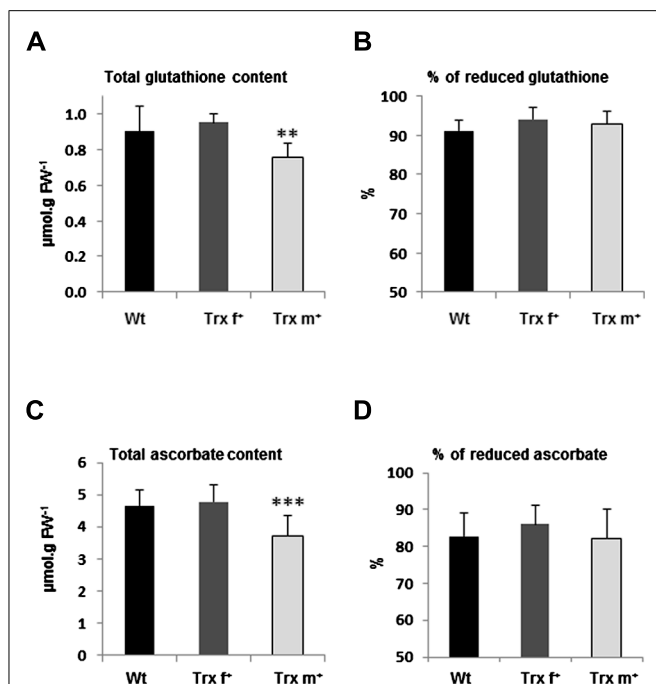 A
Total glutathione content
µmol.g FW⁻¹
1.0
0.8
0.6
0.4
0.2
0.0
**
Wt Trx f⁺ Trx m⁺
B
% of reduced glutathione
%
100
90
80
70
60
50
Wt Trx f⁺ Trx m⁺
C
Total ascorbate content
µmol.g FW⁻¹
6
5
4
3
2
1
0
***
Wt Trx f⁺ Trx m⁺
D
% of reduced ascorbate
%
100
90
80
70
60
50
Wt Trx f⁺ Trx m⁺